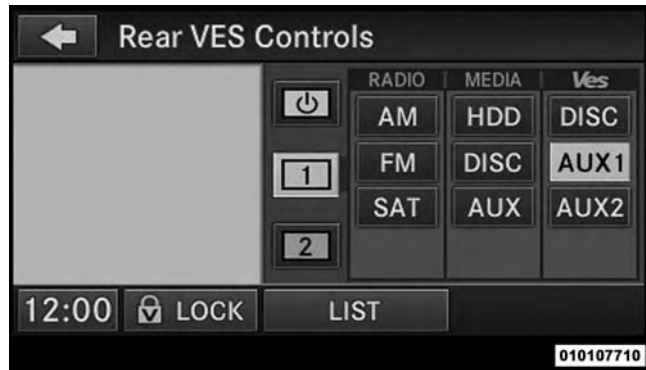 Rear VES Controls
RADIO MEDIA Ves
AM HDD DISC
1 FM DISC AUX1
SAT AUX AUX2
2
12:00 LOCK LIST
010107710